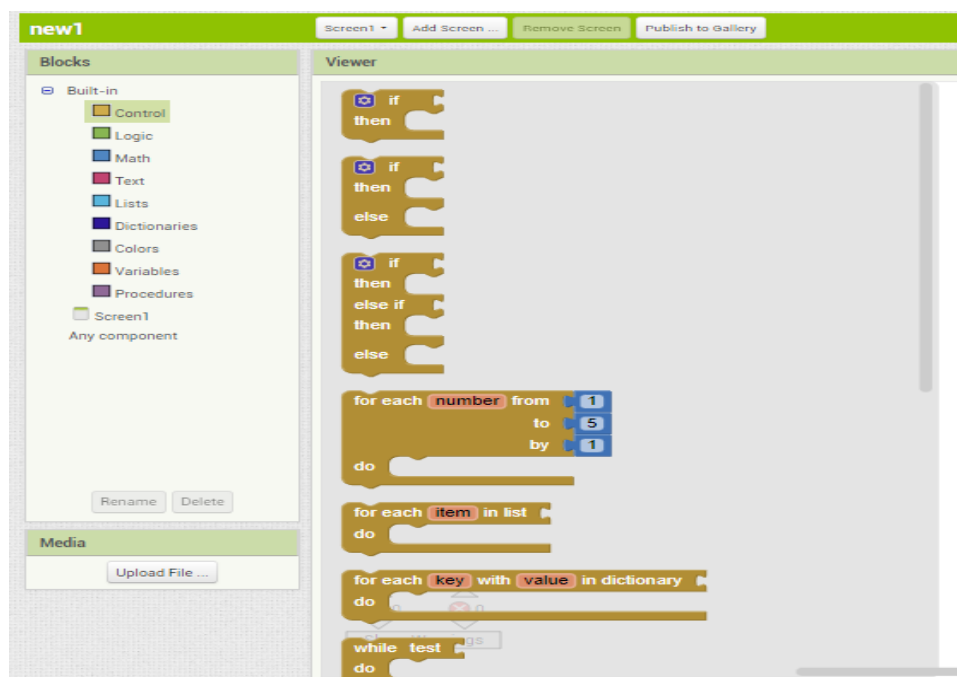 new1
Screen1 Add Screen ... Remove Screen Publish to Gallery
Blocks
Built-in
Control
Logic
Math
Text
Lists
Dictionaries
Colors
Variables
Procedures
Screen1
Any component
Rename Delete
Media
Upload File ...
Viewer
if
then
if
then
else
if
then
else if
then
else
for each number from 1
to 5
by 1
do
for each item in list
do
for each key with value in dictionary
do
0
while test
do